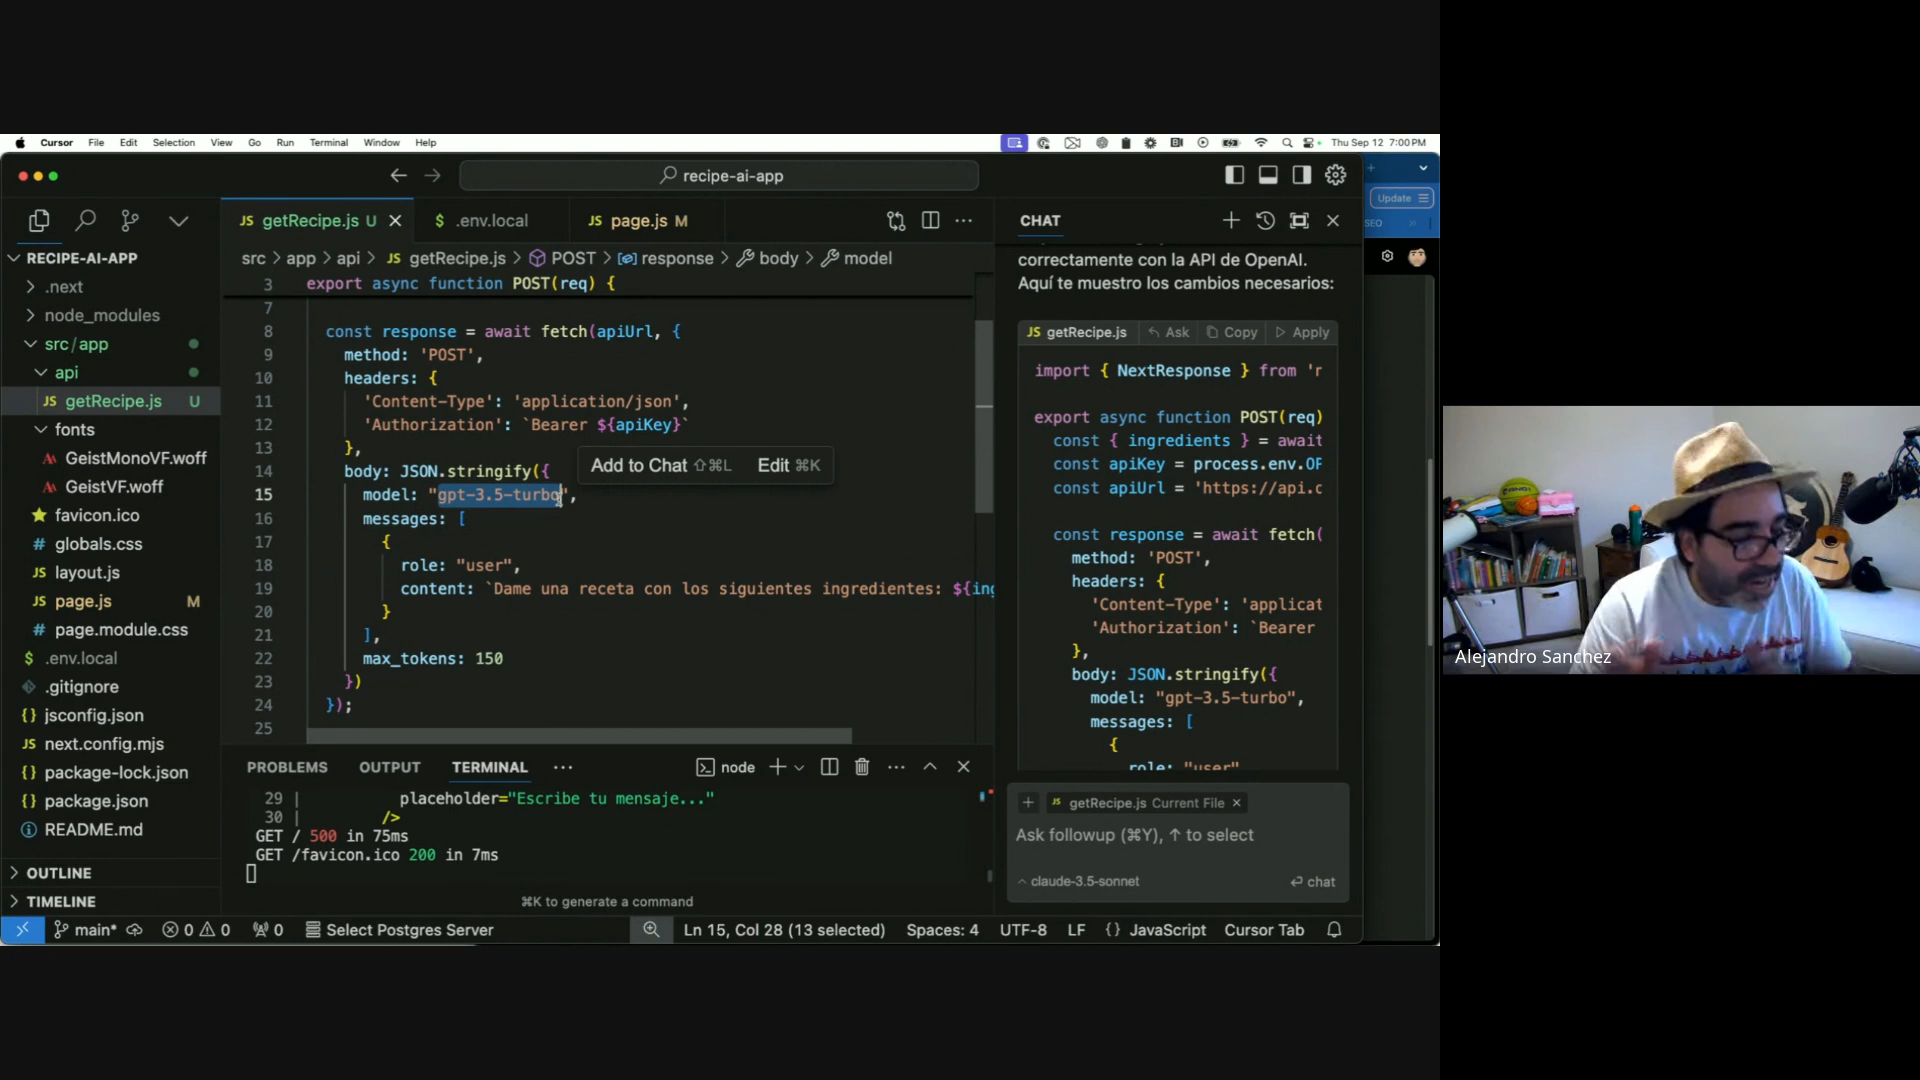 Cursor File Edit Selection View Go Run Terminal Window Help
Thu Sep 12 7:00 PM
recipe-ai-app
Update
SEO
JS getRecipe.js U
$ .env.local
JS page.js M
src > app > api > JS getRecipe.js > POST > response > body > model
RECIPE-AI-APP
.next
node_modules
src/app
api
JS getRecipe.js U
fonts
GeistMonoVF.woff
GeistVF.woff
favicon.ico
# globals.css
JS layout.js
JS page.js M
# page.module.css
$ .env.local
.gitignore
{} jsconfig.json
JS next.config.mjs
{} package-lock.json
{} package.json
README.md
OUTLINE
TIMELINE
3 export async function POST(req) {
7
8 const response = await fetch(apiUrl, {
9 method: 'POST',
10 headers: {
11 'Content-Type': 'application/json',
12 'Authorization': `Bearer ${apiKey}`
13 },
14 body: JSON.stringify({
Add to Chat ⇧⌘L Edit ⌘K
15 model: "gpt-3.5-turbo",
16 messages: [
17 {
18 role: "user",
19 content: `Dame una receta con los siguientes ingredientes: ${ing
20 }
21 ],
22 max_tokens: 150
23 })
24 });
25
PROBLEMS OUTPUT TERMINAL ··· node
29 | placeholder="Escribe tu mensaje..."
30 | />
GET / 500 in 75ms
GET /favicon.ico 200 in 7ms
⌘K to generate a command
CHAT
correctamente con la API de OpenAI.
Aquí te muestro los cambios necesarios:
JS getRecipe.js Ask Copy Apply
import { NextResponse } from 'r
export async function POST(req)
const { ingredients } = await
const apiKey = process.env.OP
const apiUrl = 'https://api.o
const response = await fetch(
method: 'POST',
headers: {
'Content-Type': 'applicat
'Authorization': `Bearer
},
body: JSON.stringify({
model: "gpt-3.5-turbo",
messages: [
{
role: "user"
+ JS getRecipe.js Current File ×
Ask followup (⌘Y), ↑ to select
claude-3.5-sonnet
chat
main* 0 0 0 Select Postgres Server Ln 15, Col 28 (13 selected) Spaces: 4 UTF-8 LF {} JavaScript Cursor Tab
Alejandro Sanchez